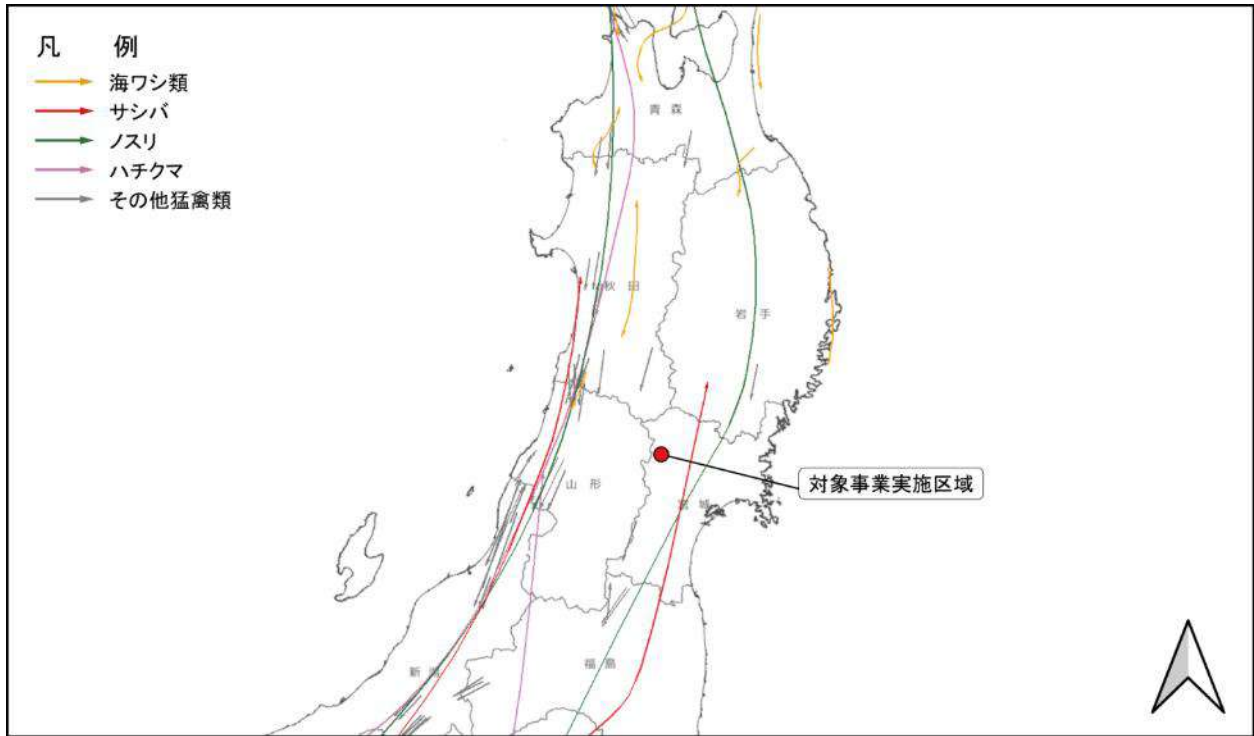 凡 例
海ワシ類
サシバ
ノスリ
ハチクマ
その他猛禽類
青 森
秋 田
岩 手
山 形
対象事業実施区域
宮 城
福 島
新 潟